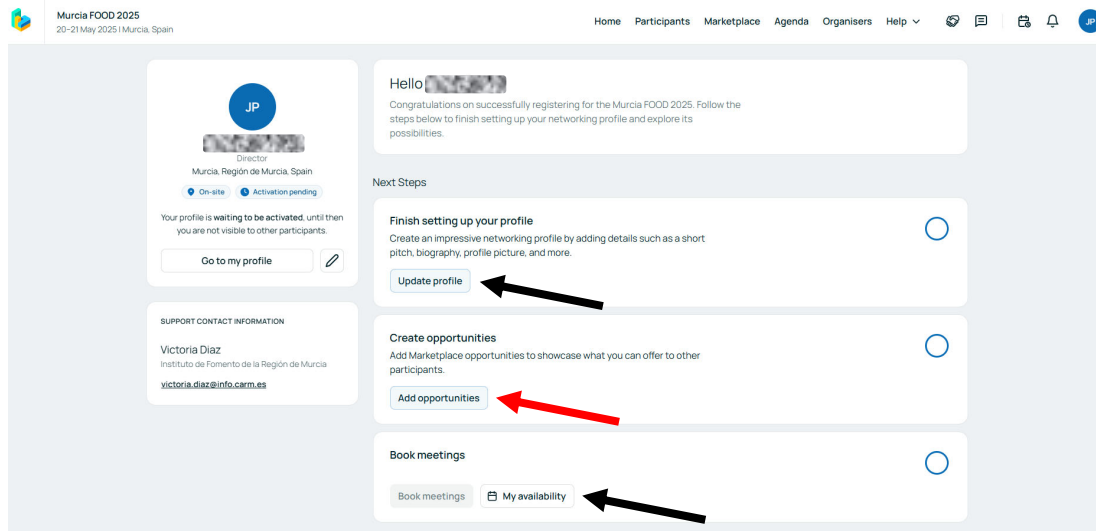 Murcia FOOD 2025
20-21 May 2025 | Murcia, Spain
Home Participants Marketplace Agenda Organisers Help
JP
JP
Director
Murcia, Región de Murcia, Spain
On-site Activation pending
Your profile is waiting to be activated, until then
you are not visible to other participants.
Go to my profile
SUPPORT CONTACT INFORMATION
Victoria Diaz
Instituto de Fomento de la Región de Murcia
victoria.diaz@info.carm.es
Hello
Congratulations on successfully registering for the Murcia FOOD 2025. Follow the
steps below to finish setting up your networking profile and explore its
possibilities.
Next Steps
Finish setting up your profile
Create an impressive networking profile by adding details such as a short
pitch, biography, profile picture, and more.
Update profile
Create opportunities
Add Marketplace opportunities to showcase what you can offer to other
participants.
Add opportunities
Book meetings
Book meetings My availability